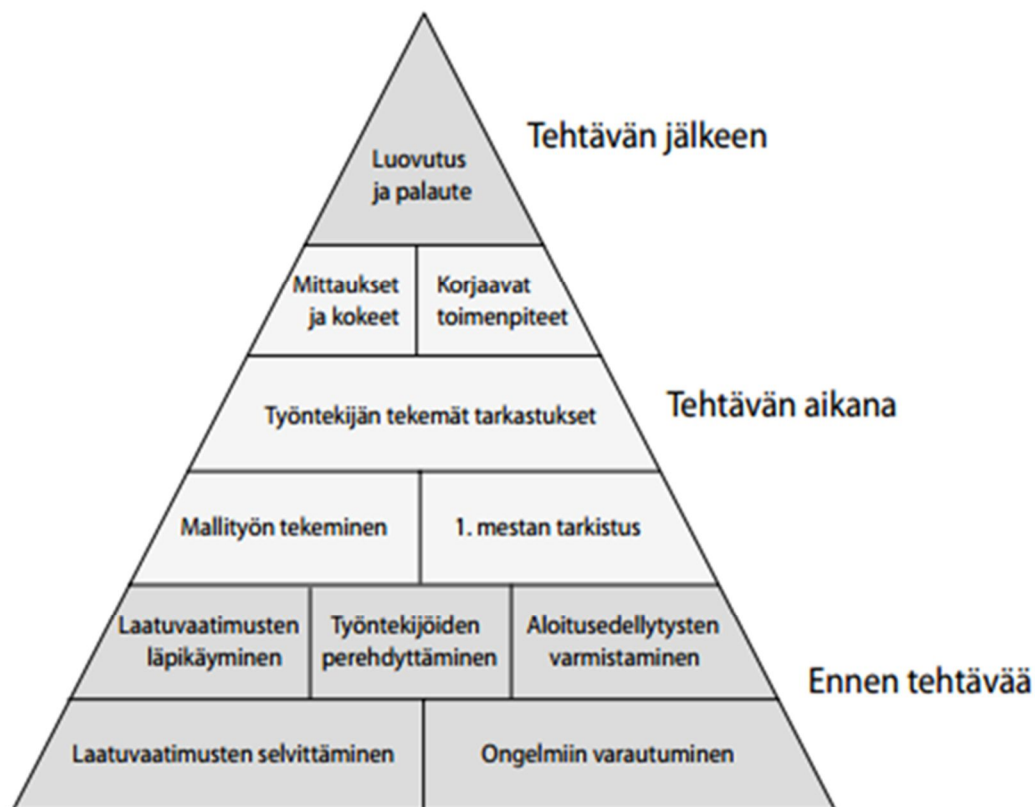 Tehtävän jälkeen
Luovutus
ja palaute
Mittaukset
ja kokeet
Korjaavat
toimenpiteet
Tehtävän aikana
Työntekijän tekemät tarkastukset
Mallityön tekeminen
1. mestan tarkistus
Laatuvaatimusten
läpikäyminen
Työntekijöiden
perehdyttäminen
Aloitusedellytysten
varmistaminen
Ennen tehtävää
Laatuvaatimusten selvittäminen
Ongelmiin varautuminen